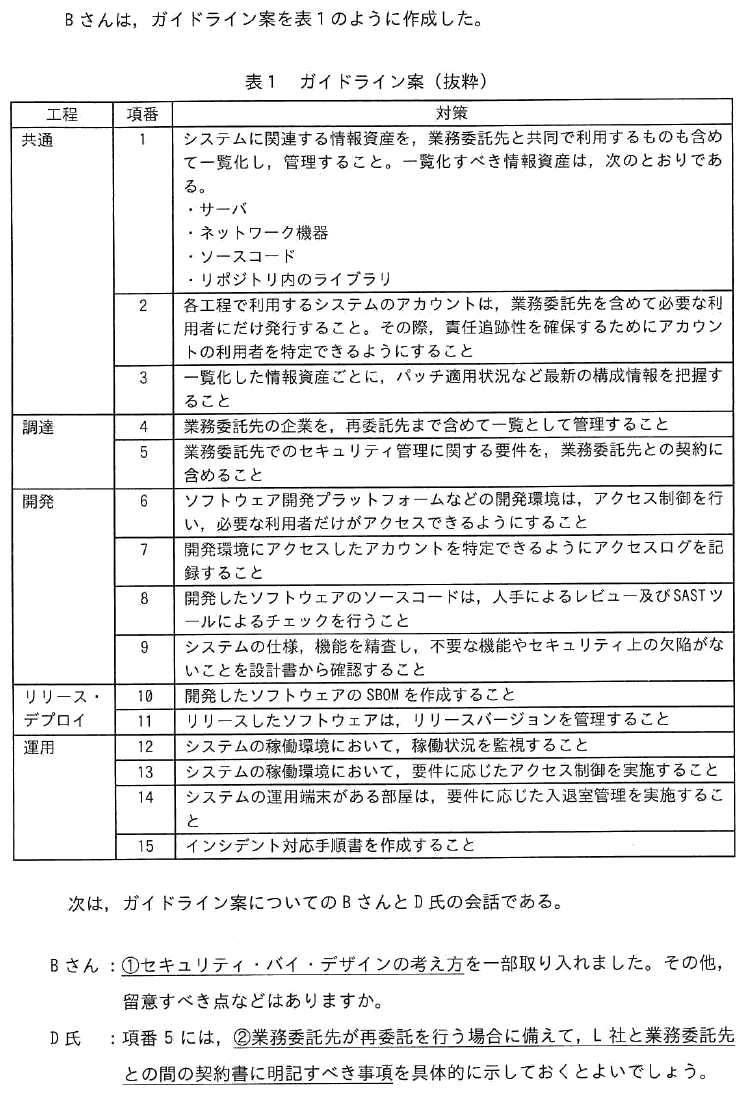 Bさんは，ガイドライン案を表1のように作成した。
表1　ガイドライン案（抜粋）
工程　項番　対策
共通　1　システムに関連する情報資産を，業務委託先と共同で利用するものも含め
て一覧化し，管理すること。一覧化すべき情報資産は，次のとおりであ
る。
・サーバ
・ネットワーク機器
・ソースコード
・リポジトリ内のライブラリ
2　各工程で利用するシステムのアカウントは，業務委託先を含めて必要な利
用者にだけ発行すること。その際，責任追跡性を確保するためにアカウン
トの利用者を特定できるようにすること
3　一覧化した情報資産ごとに，パッチ適用状況など最新の構成情報を把握す
ること
調達　4　業務委託先の企業を，再委託先まで含めて一覧として管理すること
5　業務委託先でのセキュリティ管理に関する要件を，業務委託先との契約に
含めること
開発　6　ソフトウェア開発プラットフォームなどの開発環境は，アクセス制御を行
い，必要な利用者だけがアクセスできるようにすること
7　開発環境にアクセスしたアカウントを特定できるようにアクセスログを記
録すること
8　開発したソフトウェアのソースコードは，人手によるレビュー及びSASTツ
ールによるチェックを行うこと
9　システムの仕様，機能を精査し，不要な機能やセキュリティ上の欠陥がな
いことを設計書から確認すること
リリース・　10　開発したソフトウェアのSBOMを作成すること
デプロイ　11　リリースしたソフトウェアは，リリースバージョンを管理すること
運用　12　システムの稼働環境において，稼働状況を監視すること
13　システムの稼働環境において，要件に応じたアクセス制御を実施すること
14　システムの運用端末がある部屋は，要件に応じた入退室管理を実施するこ
と
15　インシデント対応手順書を作成すること
次は，ガイドライン案についてのBさんとD氏の会話である。
Bさん：①セキュリティ・バイ・デザインの考え方を一部取り入れました。その他，
留意すべき点などはありますか。
D氏　：項番5には，②業務委託先が再委託を行う場合に備えて，L社と業務委託先
との間の契約書に明記すべき事項を具体的に示しておくとよいでしょう。